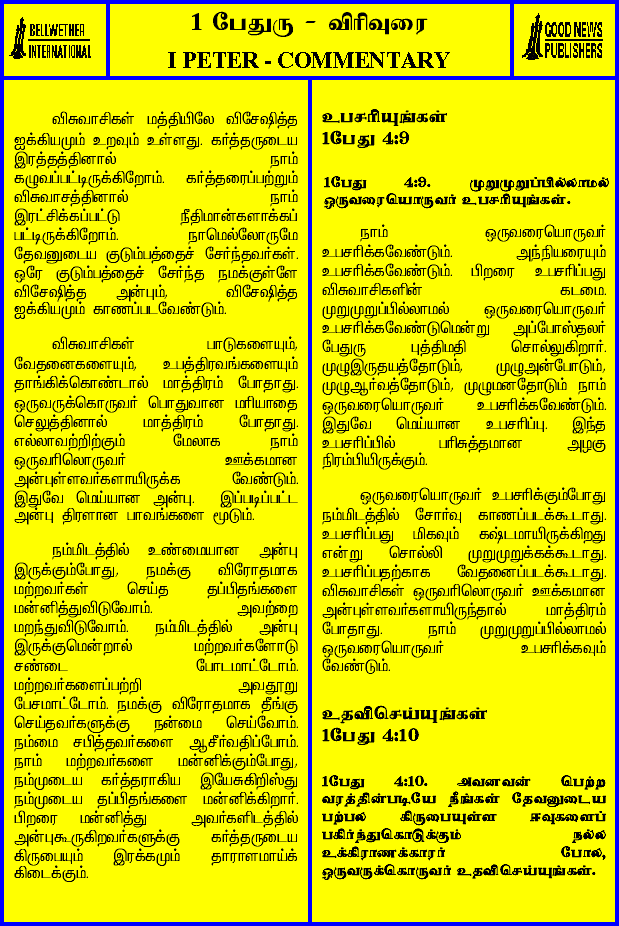 BELLWETHER
INTERNATIONAL
1 பேதுரு - விரிவுரை
I PETER - COMMENTARY
GOOD NEWS
PUBLISHERS
விசுவாசிகள் மத்தியிலே விசேஷித்த
ஐக்கியமும் உறவும் உள்ளது. கர்த்தருடைய
இரத்தத்தினால் நாம்
கழுவப்பட்டிருக்கிறோம். கர்த்தரைப்பற்றும்
விசுவாசத்தினால் நாம்
இரட்சிக்கப்பட்டு நீதிமான்களாக்கப்
பட்டிருக்கிறோம். நாமெல்லோருமே
தேவனுடைய குடும்பத்தைச் சேர்ந்தவர்கள்.
ஒரே குடும்பத்தைச் சேர்ந்த நமக்குள்ளே
விசேஷித்த அன்பும், விசேஷித்த
ஐக்கியமும் காணப்படவேண்டும்.
விசுவாசிகள் பாடுகளையும்,
வேதனைகளையும், உபத்திரவங்களையும்
தாங்கிக்கொண்டால் மாத்திரம் போதாது.
ஒருவருக்கொருவர் பொதுவான மரியாதை
செலுத்தினால் மாத்திரம் போதாது.
எல்லாவற்றிற்கும் மேலாக நாம்
ஒருவரிலொருவர் ஊக்கமான
அன்புள்ளவர்களாயிருக்க வேண்டும்.
இதுவே மெய்யான அன்பு. இப்படிப்பட்ட
அன்பு திரளான பாவங்களை மூடும்.
நம்மிடத்தில் உண்மையான அன்பு
இருக்கும்போது, நமக்கு விரோதமாக
மற்றவர்கள் செய்த தப்பிதங்களை
மன்னித்துவிடுவோம். அவற்றை
மறந்துவிடுவோம். நம்மிடத்தில் அன்பு
இருக்குமென்றால் மற்றவர்களோடு
சண்டை போடமாட்டோம்.
மற்றவர்களைப்பற்றி அவதூறு
பேசமாட்டோம். நமக்கு விரோதமாக தீங்கு
செய்தவர்களுக்கு நன்மை செய்வோம்.
நம்மை சபித்தவர்களை ஆசீர்வதிப்போம்.
நாம் மற்றவர்களை மன்னிக்கும்போது,
நம்முடைய கர்த்தராகிய இயேசுகிறிஸ்து
நம்முடைய தப்பிதங்களை மன்னிக்கிறார்.
பிறரை மன்னித்து அவர்களிடத்தில்
அன்புகூருகிறவர்களுக்கு கர்த்தருடைய
கிருபையும் இரக்கமும் தாராளமாய்க்
கிடைக்கும்.
உபசரியுங்கள்
1பேது 4:9
1பேது 4:9. முறுமுறுப்பில்லாமல்
ஒருவரையொருவர் உபசரியுங்கள்.
நாம் ஒருவரையொருவர்
உபசரிக்கவேண்டும். அந்நியரையும்
உபசரிக்கவேண்டும். பிறரை உபசரிப்பது
விசுவாசிகளின் கடமை.
முறுமுறுப்பில்லாமல் ஒருவரையொருவர்
உபசரிக்கவேண்டுமென்று அப்போஸ்தலர்
பேதுரு புத்திமதி சொல்லுகிறார்.
முழுஇருதயத்தோடும், முழுஅன்போடும்,
முழுஆர்வத்தோடும், முழுமனதோடும் நாம்
ஒருவரையொருவர் உபசரிக்கவேண்டும்.
இதுவே மெய்யான உபசரிப்பு. இந்த
உபசரிப்பில் பரிசுத்தமான அழகு
நிரம்பியிருக்கும்.
ஒருவரையொருவர் உபசரிக்கும்போது
நம்மிடத்தில் சோர்வு காணப்படக்கூடாது.
உபசரிப்பது மிகவும் கஷ்டமாயிருக்கிறது
என்று சொல்லி முறுமுறுக்கக்கூடாது.
உபசரிப்பதற்காக வேதனைப்படக்கூடாது.
விசுவாசிகள் ஒருவரிலொருவர் ஊக்கமான
அன்புள்ளவர்களாயிருந்தால் மாத்திரம்
போதாது. நாம் முறுமுறுப்பில்லாமல்
ஒருவரையொருவர் உபசரிக்கவும்
வேண்டும்.
உதவிசெய்யுங்கள்
1பேது 4:10
1பேது 4:10. அவனவன் பெற்ற
வரத்தின்படியே நீங்கள் தேவனுடைய
பற்பல கிருபையுள்ள ஈவுகளைப்
பகிர்ந்துகொடுக்கும் நல்ல
உக்கிராணக்காரர் போல,
ஒருவருக்கொருவர் உதவிசெய்யுங்கள்.